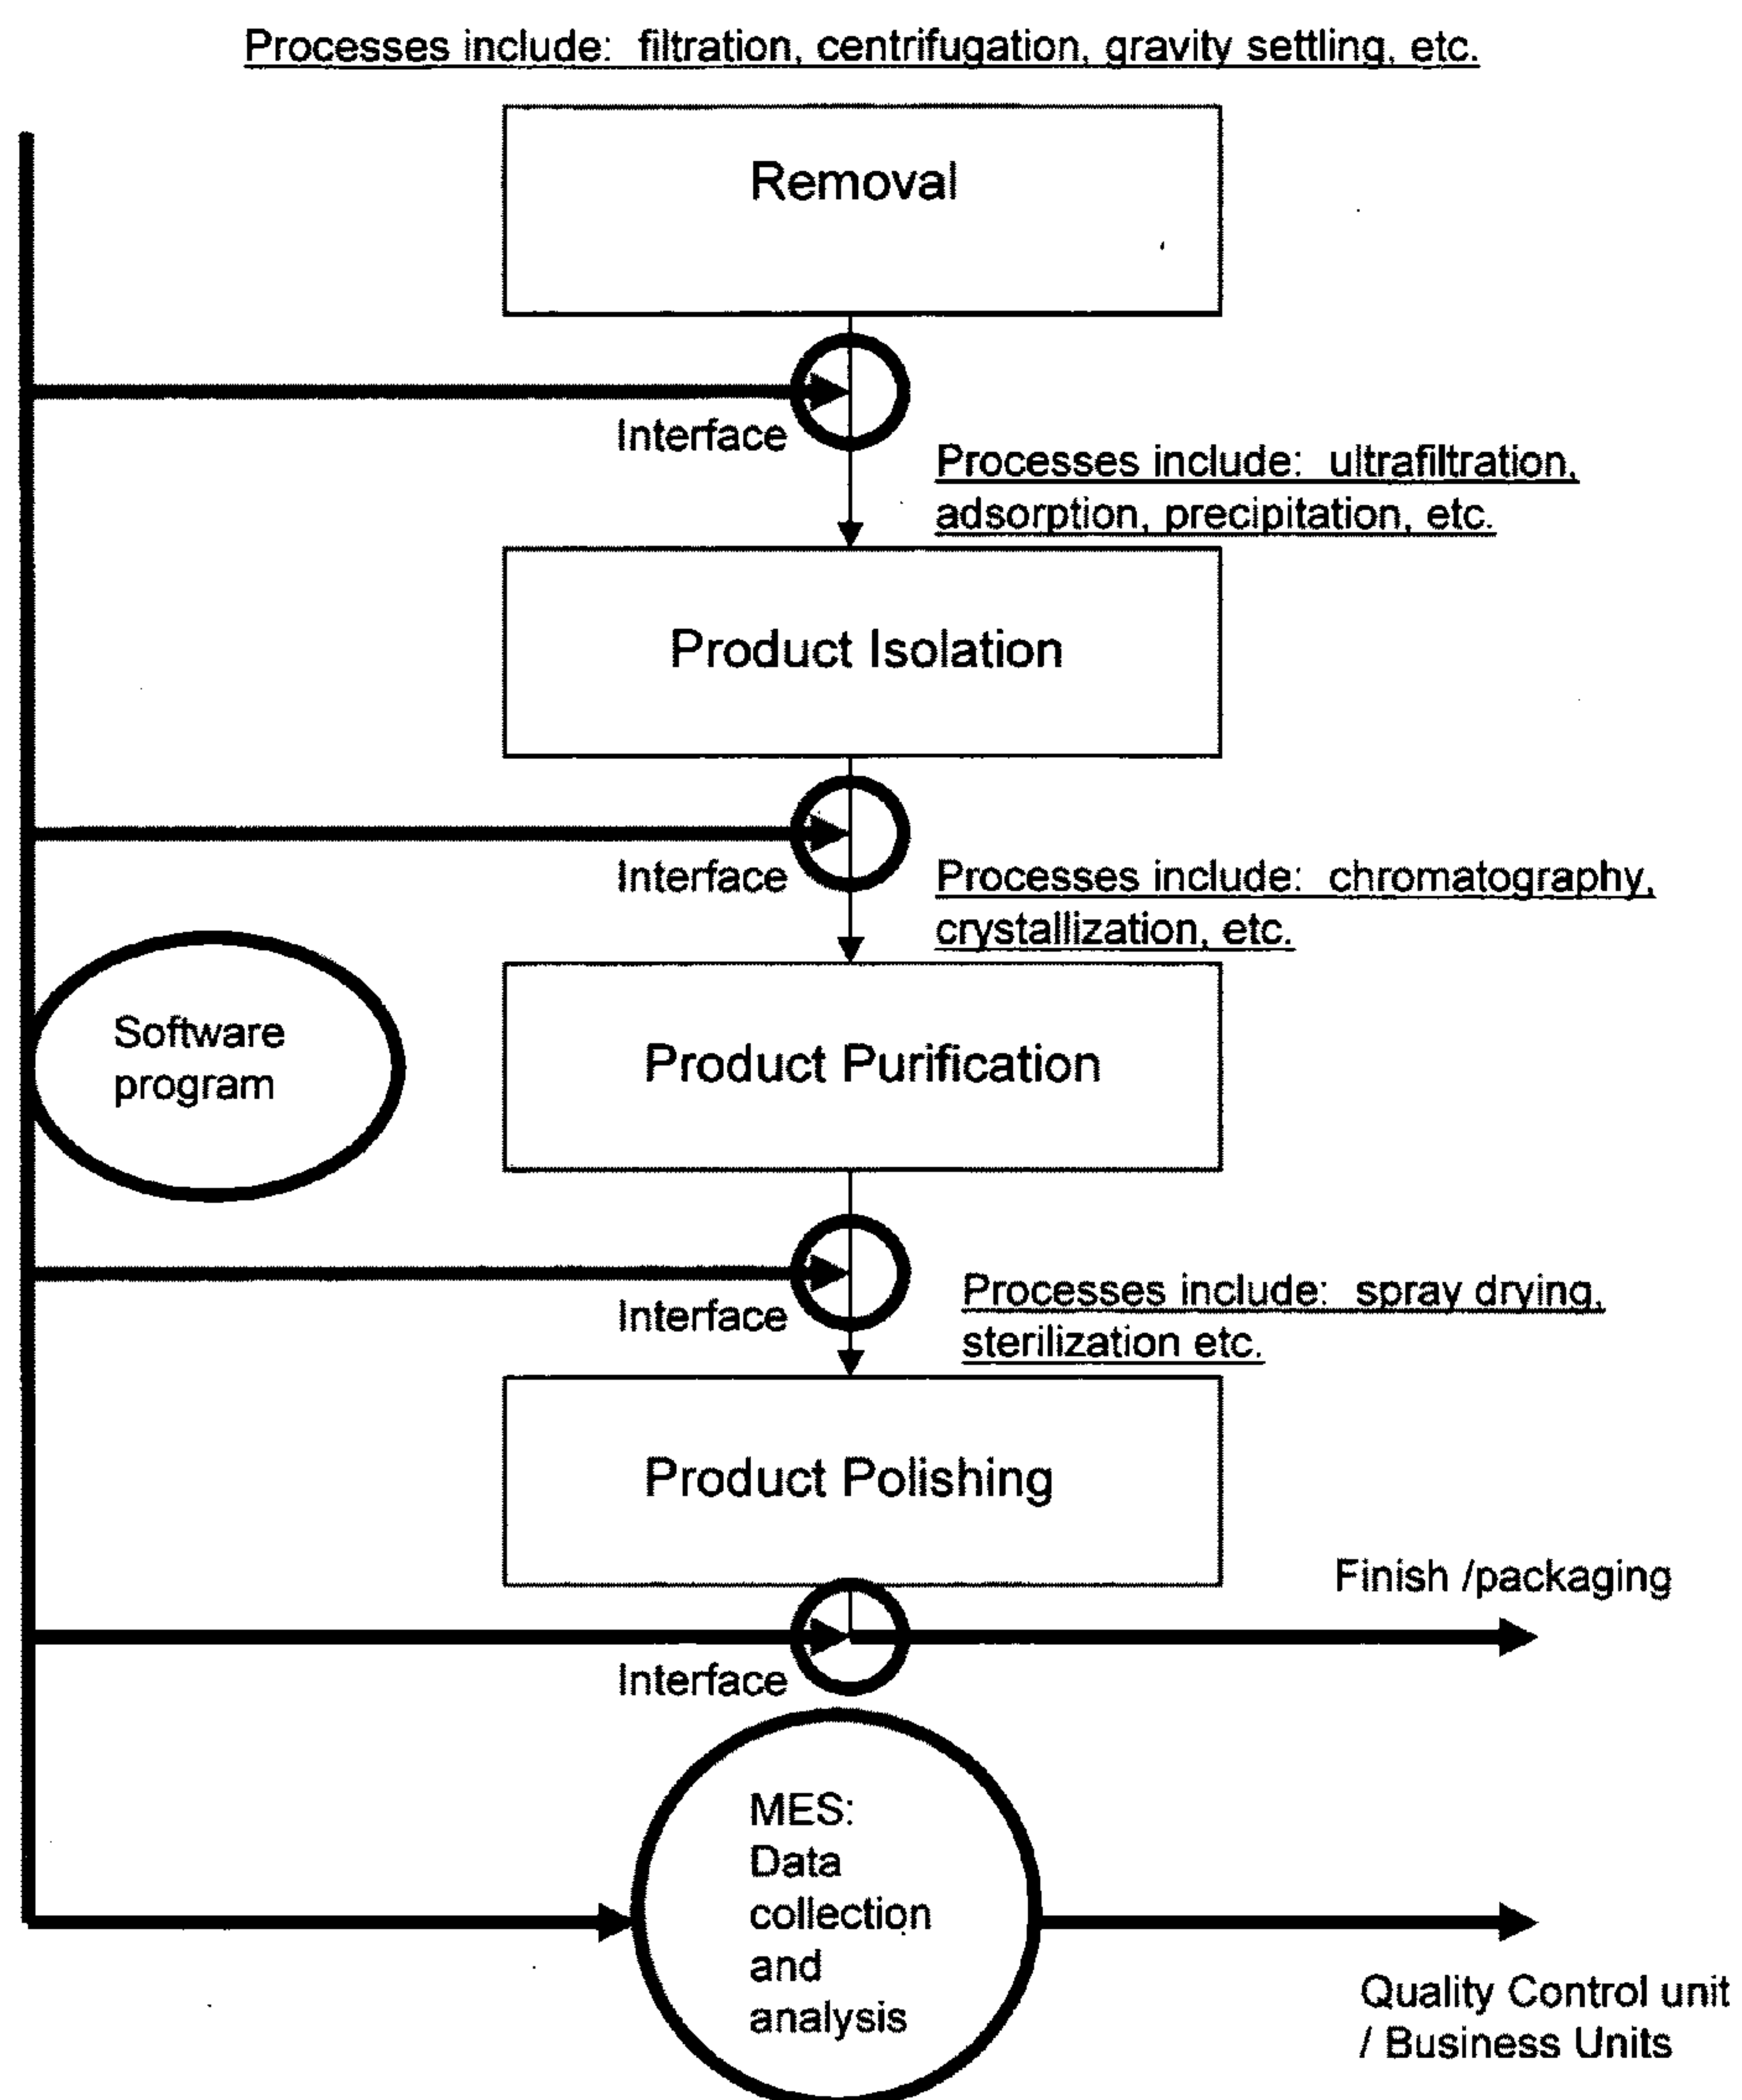 Processes include: filtration, centrifugation, gravity settling, etc.
Removal
Interface
Processes include: ultrafiltration,
adsorption, precipitation, etc.
Product Isolation
Interface
Processes include: chromatography,
crystallization, etc.
Software
program
Product Purification
Interface
Processes include: spray drying,
sterilization etc.
Product Polishing
Finish /packaging
Interface
MES:
Data
collection
and
analysis
Quality Control unit
/ Business Units